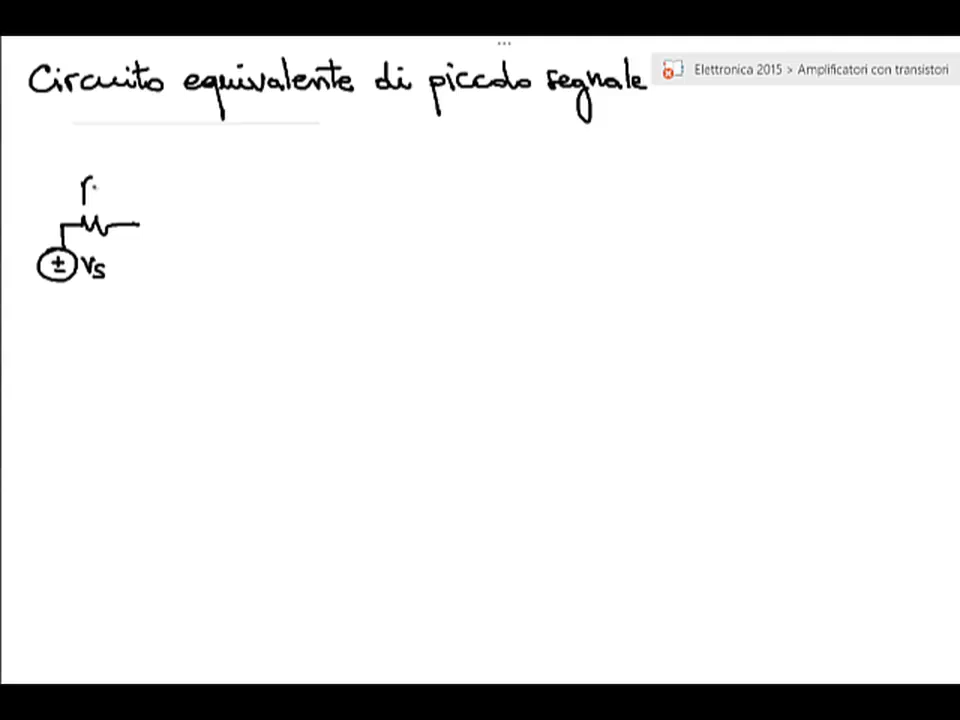 Circuito equivalente di piccolo segnale
Elettronica 2015 > Amplificatori con transistori
r
± vs